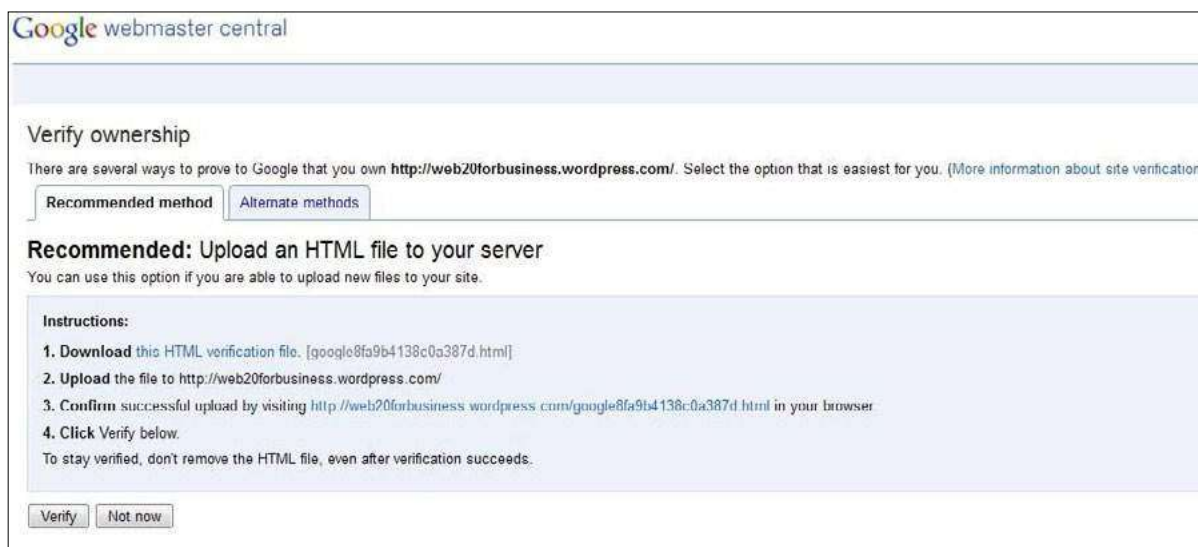 Google webmaster central
Verify ownership
There are several ways to prove to Google that you own http://web20forbusiness.wordpress.com/. Select the option that is easiest for you. (More information about site verification
Recommended method
Alternate methods
Recommended: Upload an HTML file to your server
You can use this option if you are able to upload new files to your site.
Instructions:
1. Download this HTML verification file. [google8fa9b4138c0a387d.html]
2. Upload the file to http://web20forbusiness.wordpress.com/
3. Confirm successful upload by visiting http://web20forbusiness.wordpress.com/google8fa9b4138c0a387d.html in your browser
4. Click Verify below.
To stay verified, don't remove the HTML file, even after verification succeeds.
Verify
Not now